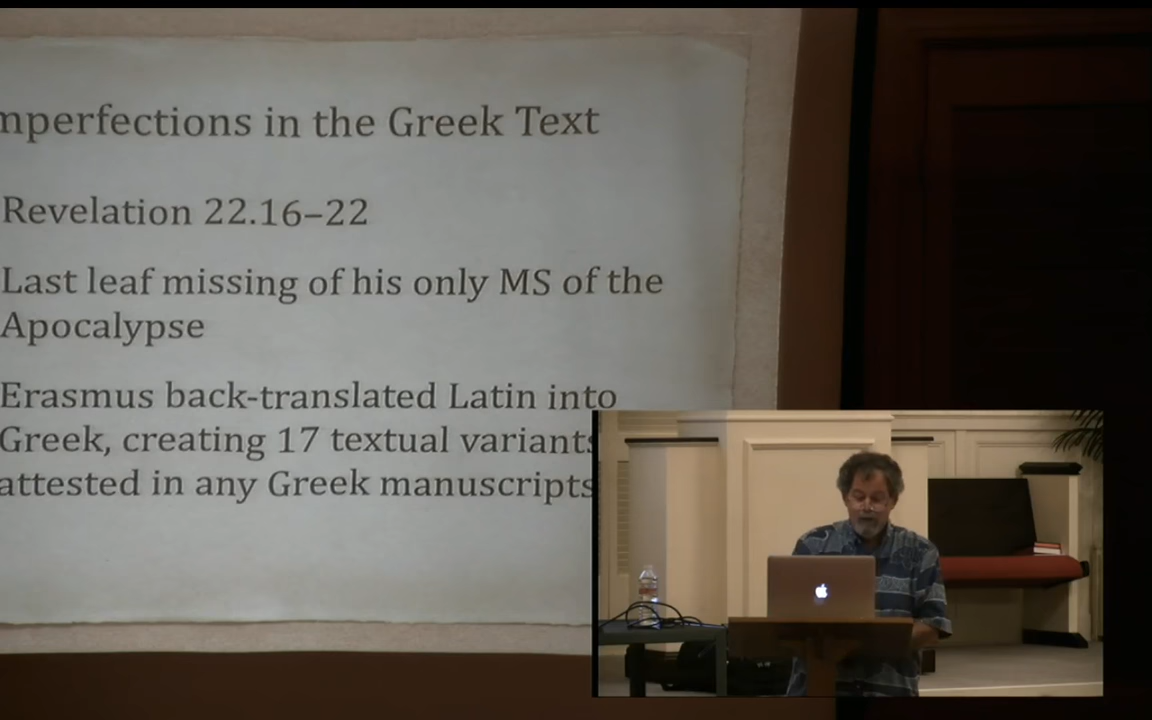 mperfections in the Greek Text
Revelation 22.16–22
Last leaf missing of his only MS of the
Apocalypse
Erasmus back-translated Latin into
Greek, creating 17 textual variants
attested in any Greek manuscripts